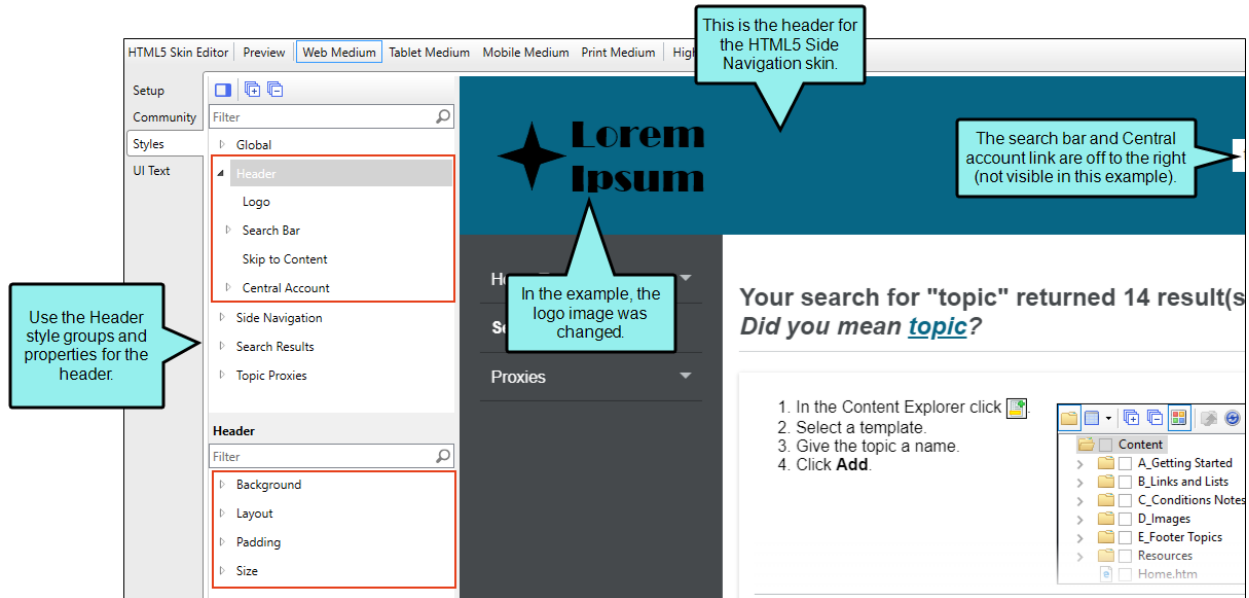 This is the header for
the HTML5 Side
Navigation skin.
HTML5 Skin Editor Preview Web Medium Tablet Medium Mobile Medium Print Medium
Setup
Community
Styles
UI Text
Filter
Global
Header
Logo
Search Bar
Skip to Content
Central Account
Side Navigation
Search Results
Topic Proxies
Header
Filter
Background
Layout
Padding
Size
Use the Header
style groups and
properties for the
header.
Lorem
Ipsum
The search bar and Central
account link are off to the right
(not visible in this example).
In the example, the
logo image was
changed.
Proxies
Your search for "topic" returned 14 result(s
Did you mean topic?
1. In the Content Explorer click .
2. Select a template.
3. Give the topic a name.
4. Click Add.
Content
A_Getting Started
B_Links and Lists
C_Conditions Notes
D_Images
E_Footer Topics
Resources
Home.htm